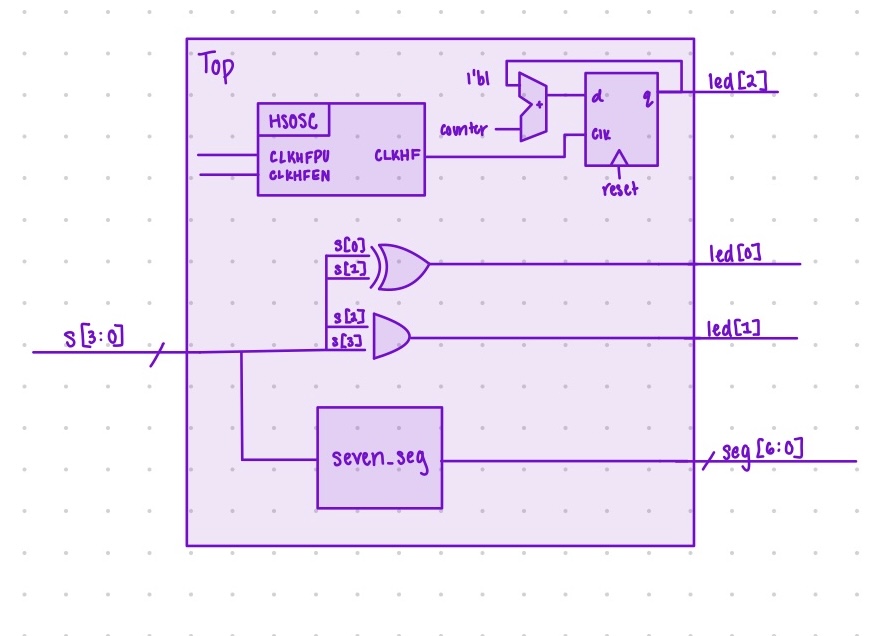 Top
1'b1
led[2]
HSOSC
d
q
+
counter
CLKHFPU
CLKHF
clk
CLKHFEN
reset
s[0]
led[0]
s[1]
s[2]
s[3:0]
led[1]
s[3]
seven_seg
seg[6:0]